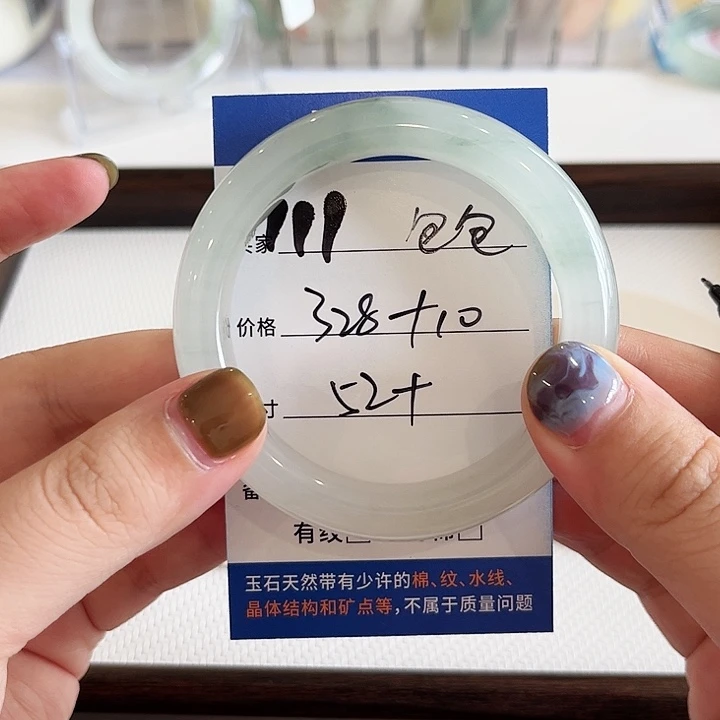 家 111 包包
价格 328+10
寸 52+
有纹
玉石天然带有少许的棉、纹、水线、
晶体结构和矿点等,不属于质量问题